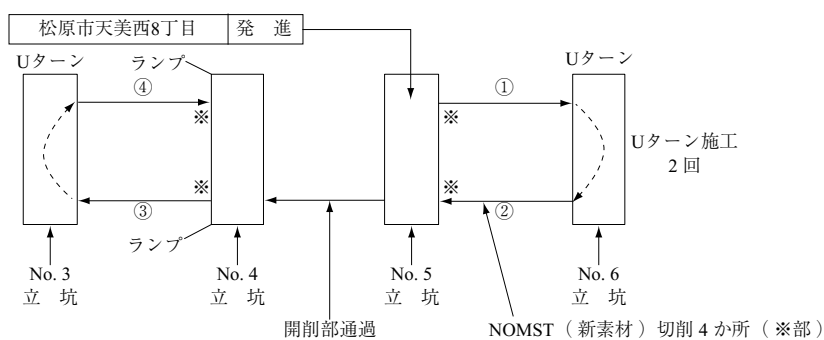 松原市天美西8丁目 発 進
Uターン ランプ Uターン
④ ①
※ ※
Uターン施工
2 回
※ ※
③ ②
ランプ
No. 3 No. 4 No. 5 No. 6
立 坑 立 坑 立 坑 立 坑
開削部通過 NOMST（新素材）切削 4 か所（※部）